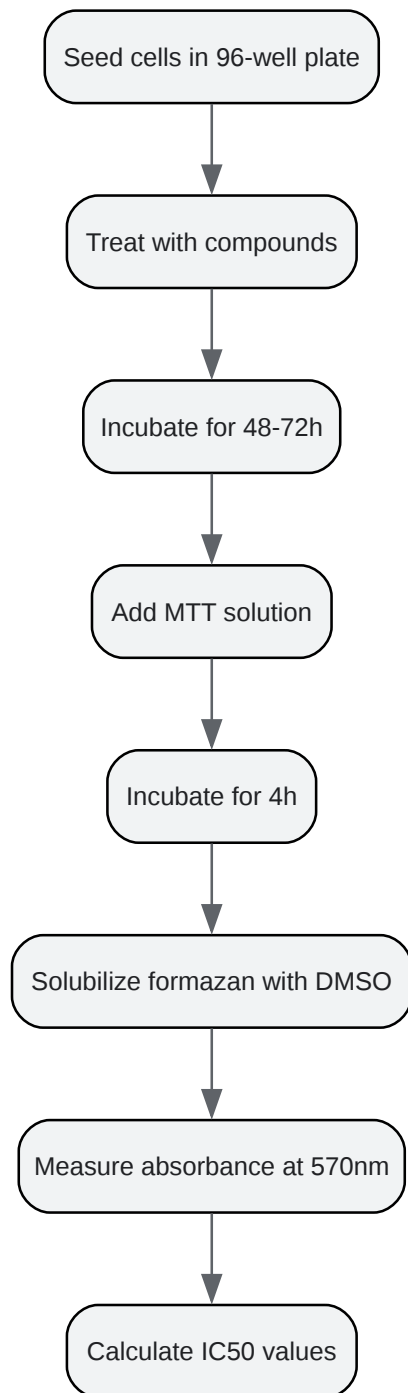 Seed cells in 96-well plate
Treat with compounds
Incubate for 48-72h
Add MTT solution
Incubate for 4h
Solubilize formazan with DMSO
Measure absorbance at 570nm
Calculate IC50 values